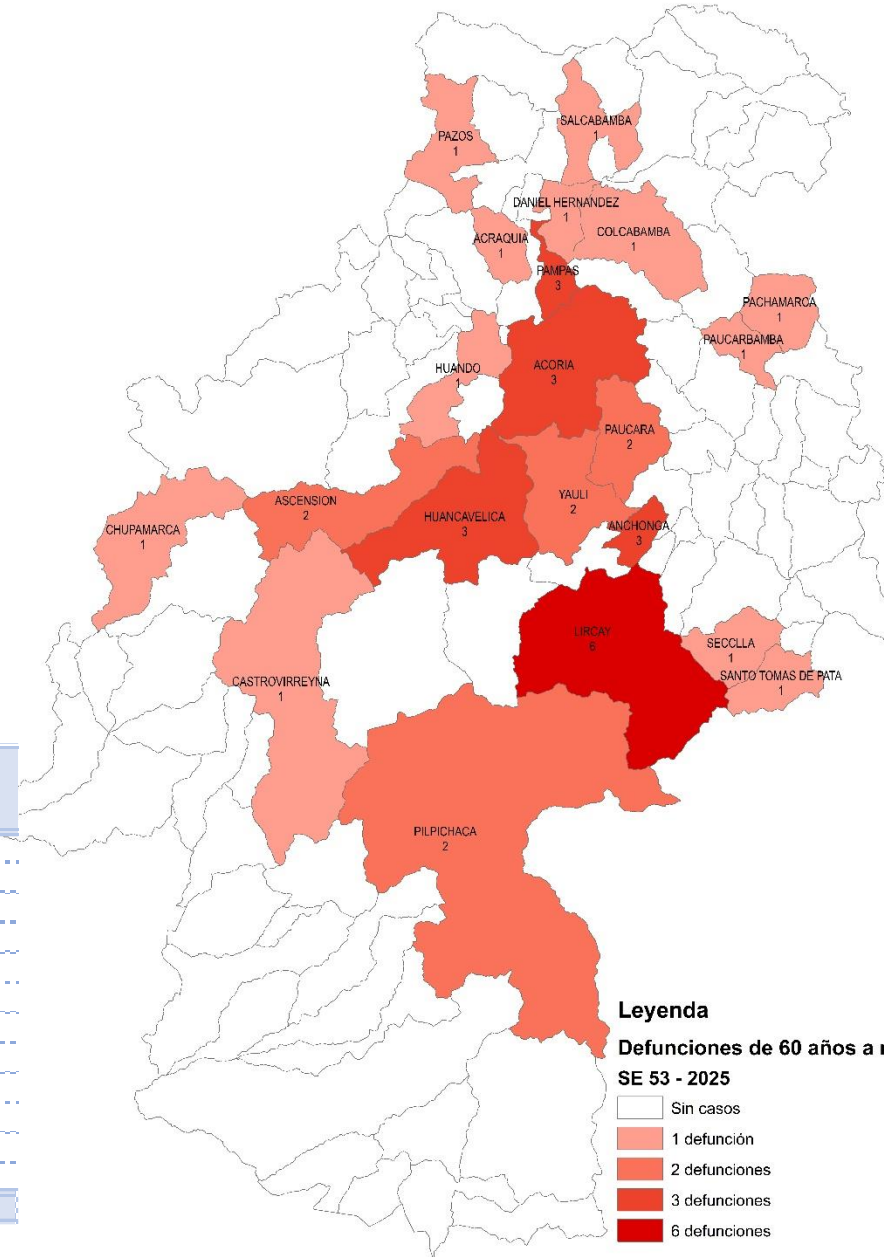 PAZOS
1
SALCABAMBA
1
DANIEL HERNANDEZ
1
COLCABAMBA
1
ACRAQUIA
1
PAMPAS
3
PACHAMARCA
1
PAUCARBAMBA
1
HUANDO
1
ACORIA
3
PAUCARA
2
ASCENSION
2
HUANCAVELICA
3
YAULI
2
ANCHONGA
3
CHUPAMARCA
1
LIRCAY
6
SECCLLA
1
SANTO TOMAS DE PATA
1
CASTROVIRREYNA
1
PILPICHACA
2
Leyenda
Defunciones de 60 años a
SE 53 - 2025
Sin casos
1 defunción
2 defunciones
3 defunciones
6 defunciones